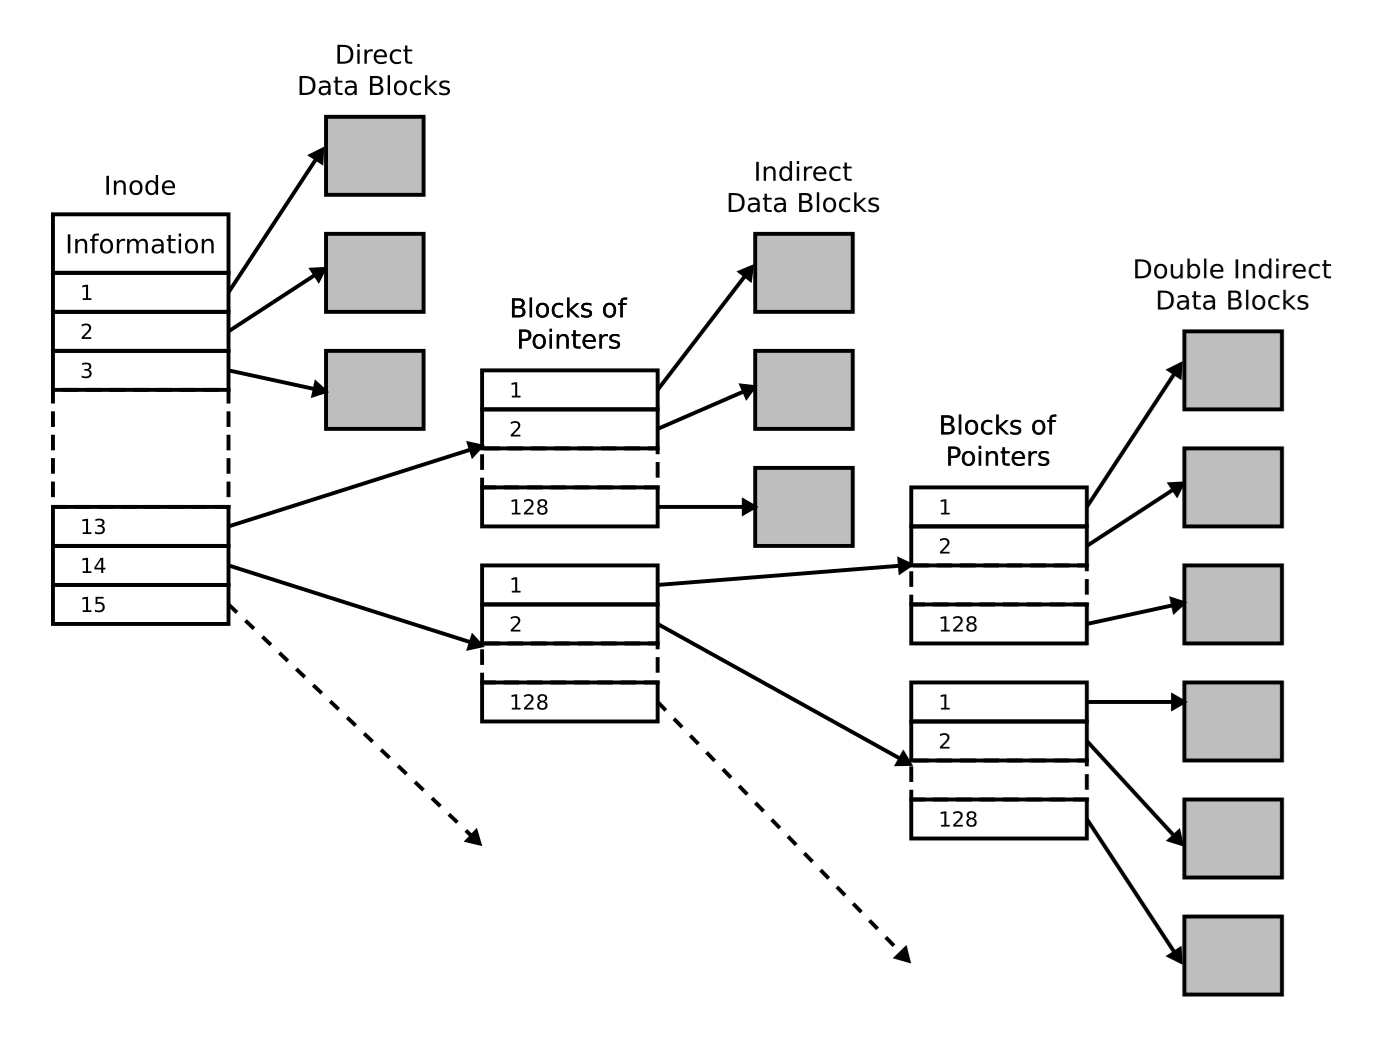 Direct
Data Blocks
Inode
Information
1
2
3
13
14
15
Blocks of
Pointers
1
2
128
1
2
128
Indirect
Data Blocks
Blocks of
Pointers
1
2
128
1
2
128
Double Indirect
Data Blocks